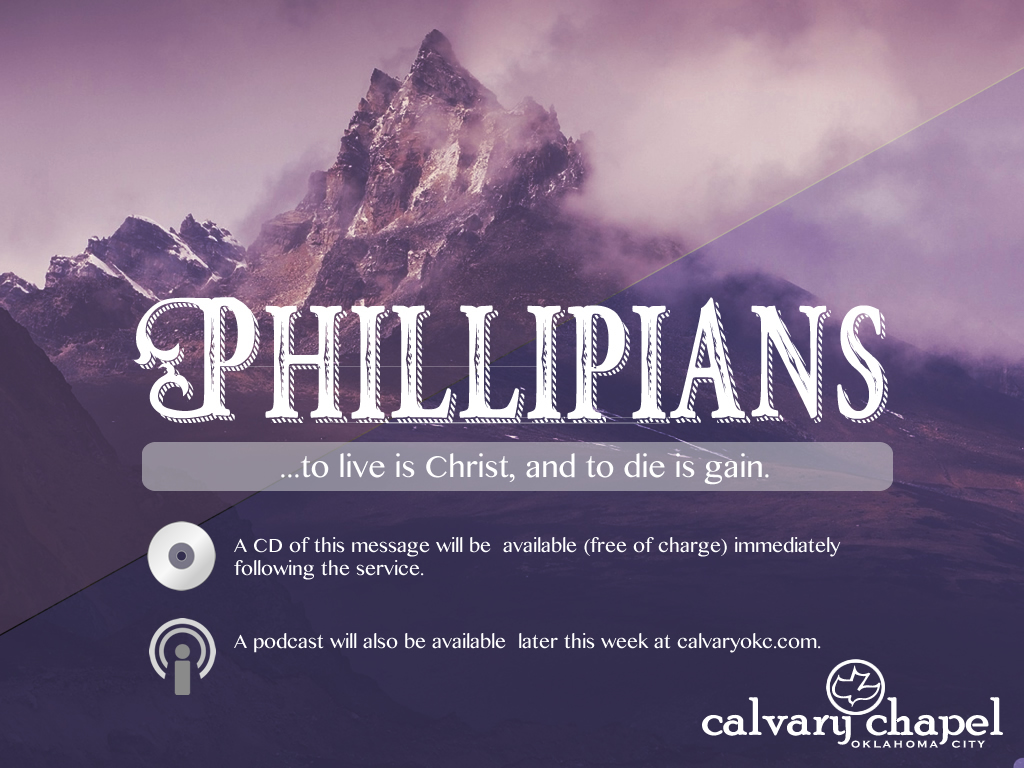 PHILLIPIANS
...to live is Christ, and to die is gain.
A CD of this message will be  available (free of charge) immediately
following the service.
A podcast will also be available  later this week at calvaryokc.com.
calvary chapel
OKLAHOMA CITY